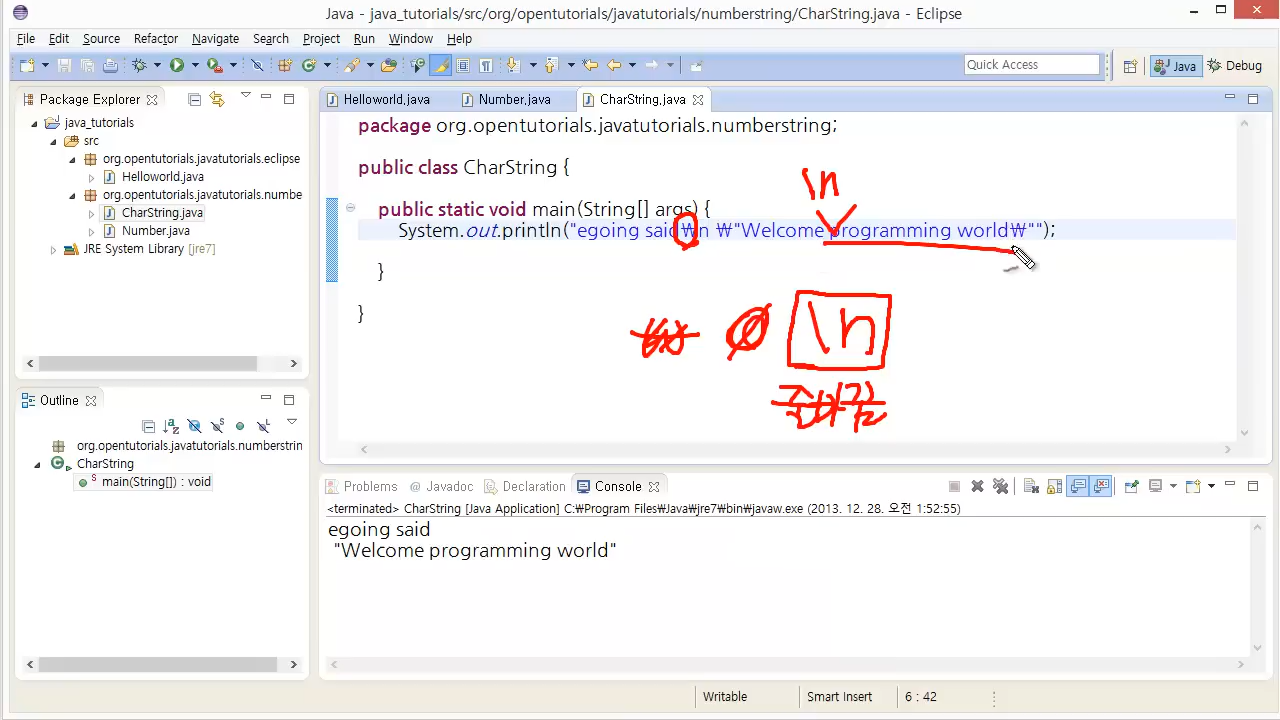 Java - java_tutorials/src/org/opentutorials/javatutorials/numberstring/CharString.java - Eclipse
File Edit Source Refactor Navigate Search Project Run Window Help
Quick Access Java Debug
Package Explorer
java_tutorials
src
org.opentutorials.javatutorials.eclipse
Helloworld.java
org.opentutorials.javatutorials.numbe
CharString.java
Number.java
JRE System Library [jre7]
Helloworld.java Number.java CharString.java
package org.opentutorials.javatutorials.numberstring;
public class CharString {
\n
public static void main(String[] args) {
System.out.println("egoing said₩n ₩"Welcome programming world₩"");
}
}
\n
줄바꿈
Outline
org.opentutorials.javatutorials.numberstrin
CharString
main(String[]) : void
Problems @ Javadoc Declaration Console
<terminated> CharString [Java Application] C:₩Program Files₩Java₩jre7₩bin₩javaw.exe (2013. 12. 28. 오전 1:52:55)
egoing said
"Welcome programming world"
Writable Smart Insert 6 : 42